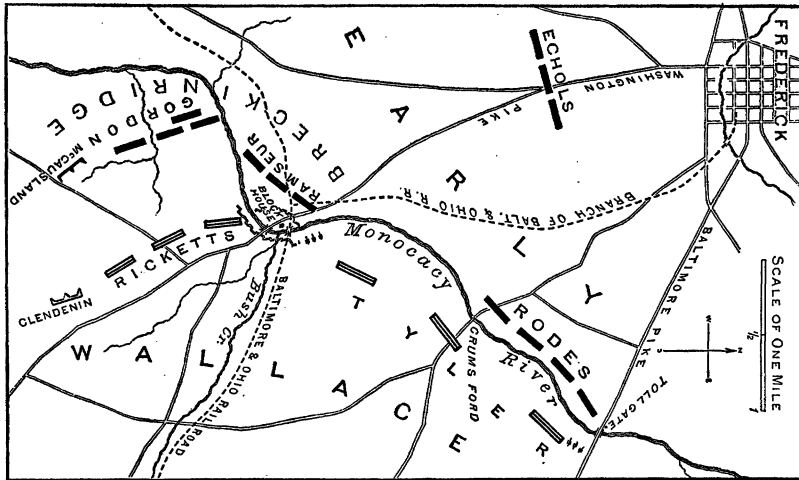 FREDERICK
ECHOLS
WASHINGTON PIKE
EARLY
BRECKINRIDGE
GORDON
McCAUSLAND
RAMSEUR
BLOCK HOUSE
BRANCH OF BALT. & OHIO R.R.
Monocacy River
BALTIMORE PIKE
SCALE OF ONE MILE
1/2
1
W
S
N
E
RICKETTS
CLENDENIN
Bush Cr.
BALTIMORE & OHIO RAIL ROAD
WALLACE
TYLER
CRUMS FORD
RODES
TOLLGATE